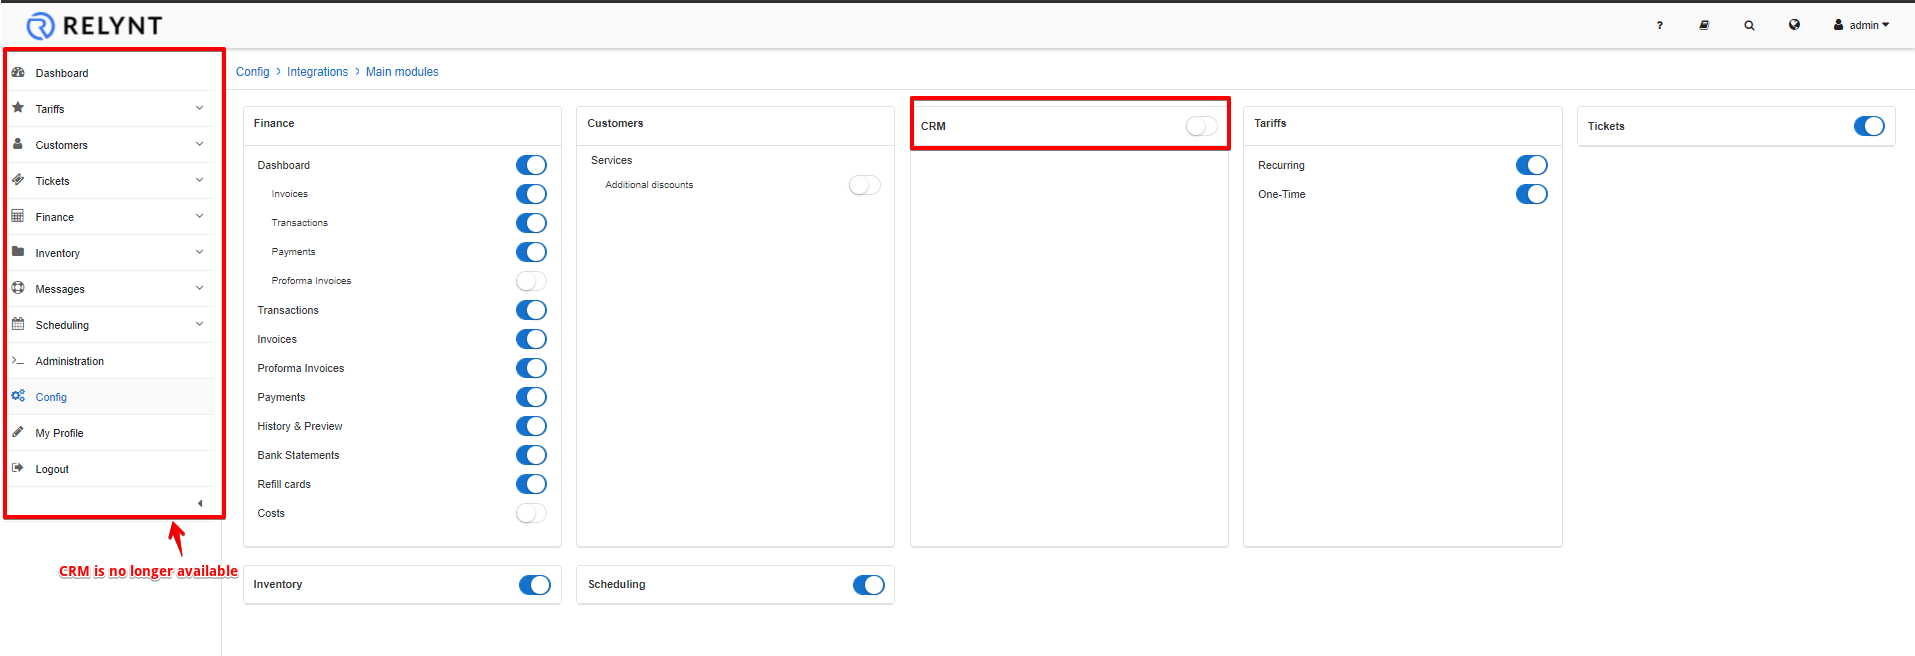 RELYNT
?
admin
Dashboard
Tariffs
Customers
Tickets
Finance
Inventory
Messages
Scheduling
Administration
Config
My Profile
Logout
CRM is no longer available
Config > Integrations > Main modules
Finance
Dashboard
Invoices
Transactions
Payments
Proforma Invoices
Transactions
Invoices
Proforma Invoices
Payments
History & Preview
Bank Statements
Refill cards
Costs
Customers
Services
Additional discounts
CRM
Tariffs
Recurring
One-Time
Tickets
Inventory
Scheduling